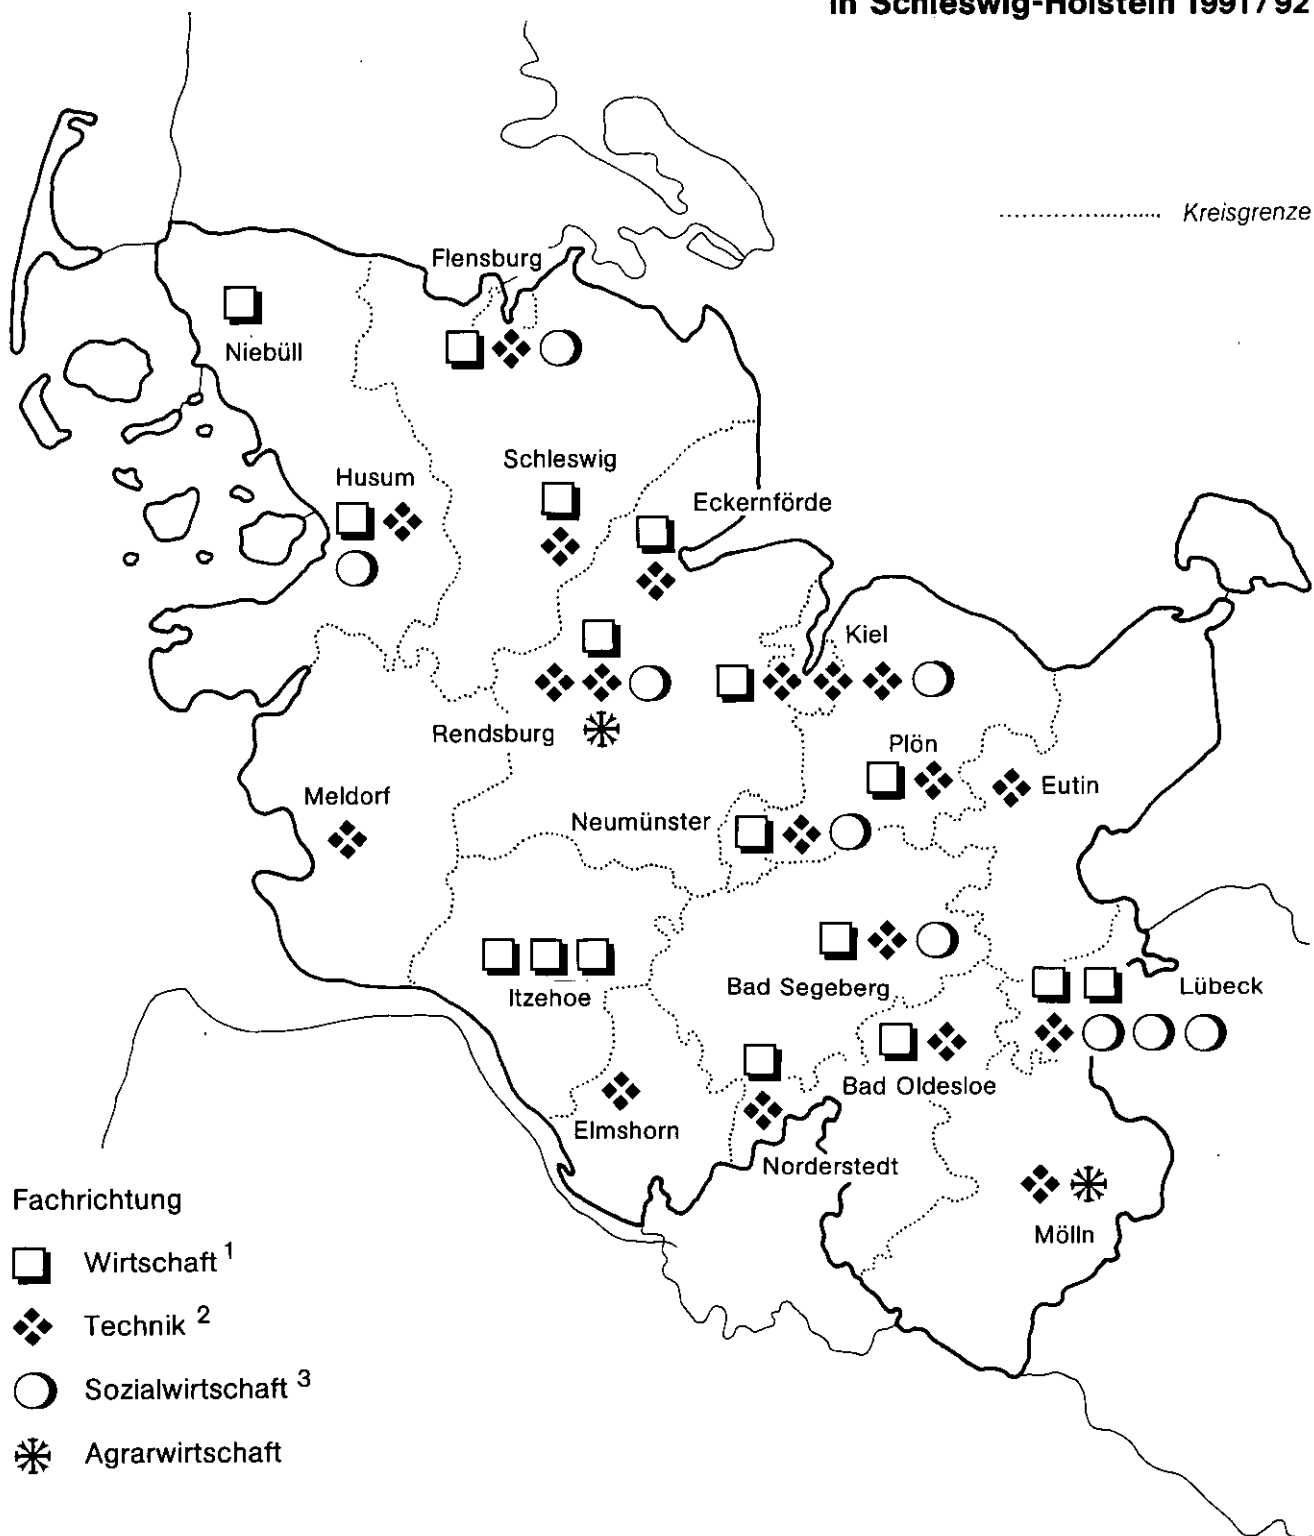 in Schleswig-Holstein 1991/92
Kreisgrenze
Flensburg
Niebüll
Schleswig
Husum
Eckernförde
Kiel
Rendsburg
Plön
Eutin
Meldorf
Neumünster
Bad Segeberg
Lübeck
Itzehoe
Bad Oldesloe
Elmshorn
Norderstedt
Mölln
Fachrichtung
Wirtschaft 1
Technik 2
Sozialwirtschaft 3
Agrarwirtschaft